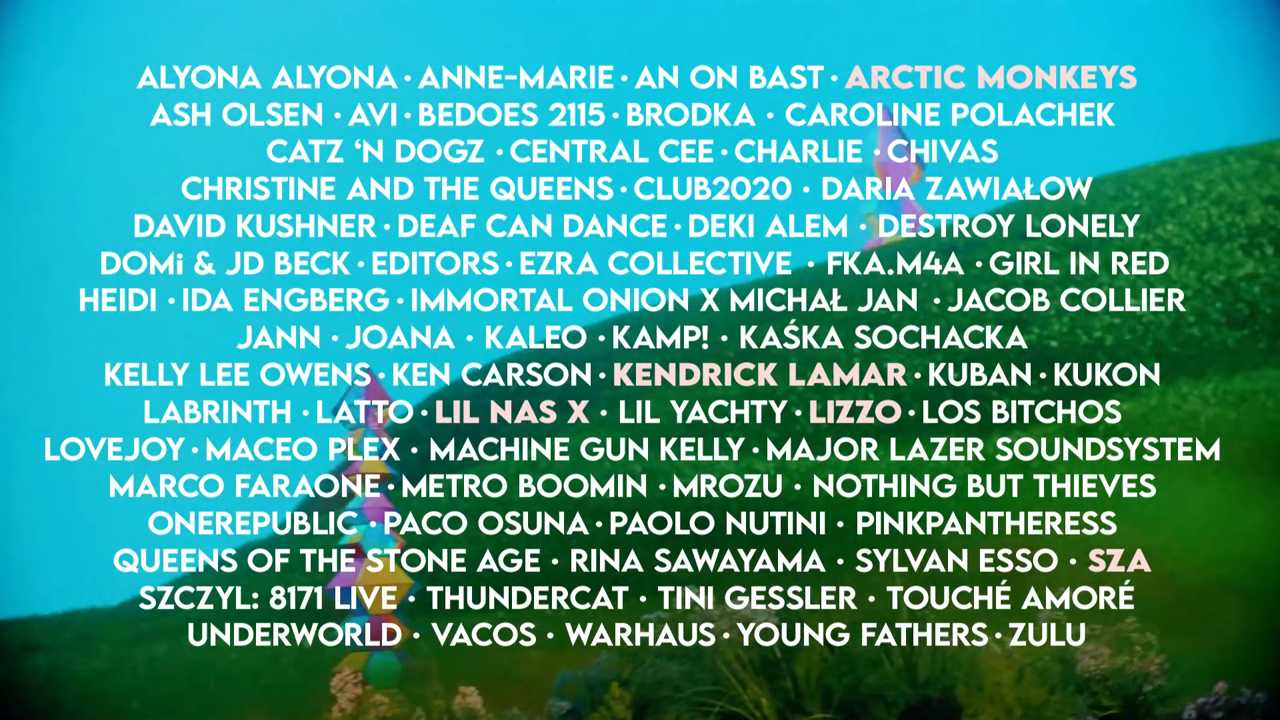 ALYONA ALYONA · ANNE-MARIE · AN ON BAST · ARCTIC MONKEYS
ASH OLSEN · AVI · BEDOES 2115 · BRODKA · CAROLINE POLACHEK
CATZ ‘N DOGZ · CENTRAL CEE · CHARLIE · CHIVAS
CHRISTINE AND THE QUEENS · CLUB2020 · DARIA ZAWIAŁOW
DAVID KUSHNER · DEAF CAN DANCE · DEKI ALEM · DESTROY LONELY
DOMi & JD BECK · EDITORS · EZRA COLLECTIVE · FKA.M4A · GIRL IN RED
HEIDI · IDA ENGBERG · IMMORTAL ONION X MICHAŁ JAN · JACOB COLLIER
JANN · JOANA · KALEO · KAMP! · KAŚKA SOCHACKA
KELLY LEE OWENS · KEN CARSON · KENDRICK LAMAR · KUBAN · KUKON
LABRINTH · LATTO · LIL NAS X · LIL YACHTY · LIZZO · LOS BITCHOS
LOVEJOY · MACEO PLEX · MACHINE GUN KELLY · MAJOR LAZER SOUNDSYSTEM
MARCO FARAONE · METRO BOOMIN · MROZU · NOTHING BUT THIEVES
ONEREPUBLIC · PACO OSUNA · PAOLO NUTINI · PINKPANTHERESS
QUEENS OF THE STONE AGE · RINA SAWAYAMA · SYLVAN ESSO · SZA
SZCZYL: 8171 LIVE · THUNDERCAT · TINI GESSLER · TOUCHÉ AMORÉ
UNDERWORLD · VACOS · WARHAUS · YOUNG FATHERS · ZULU